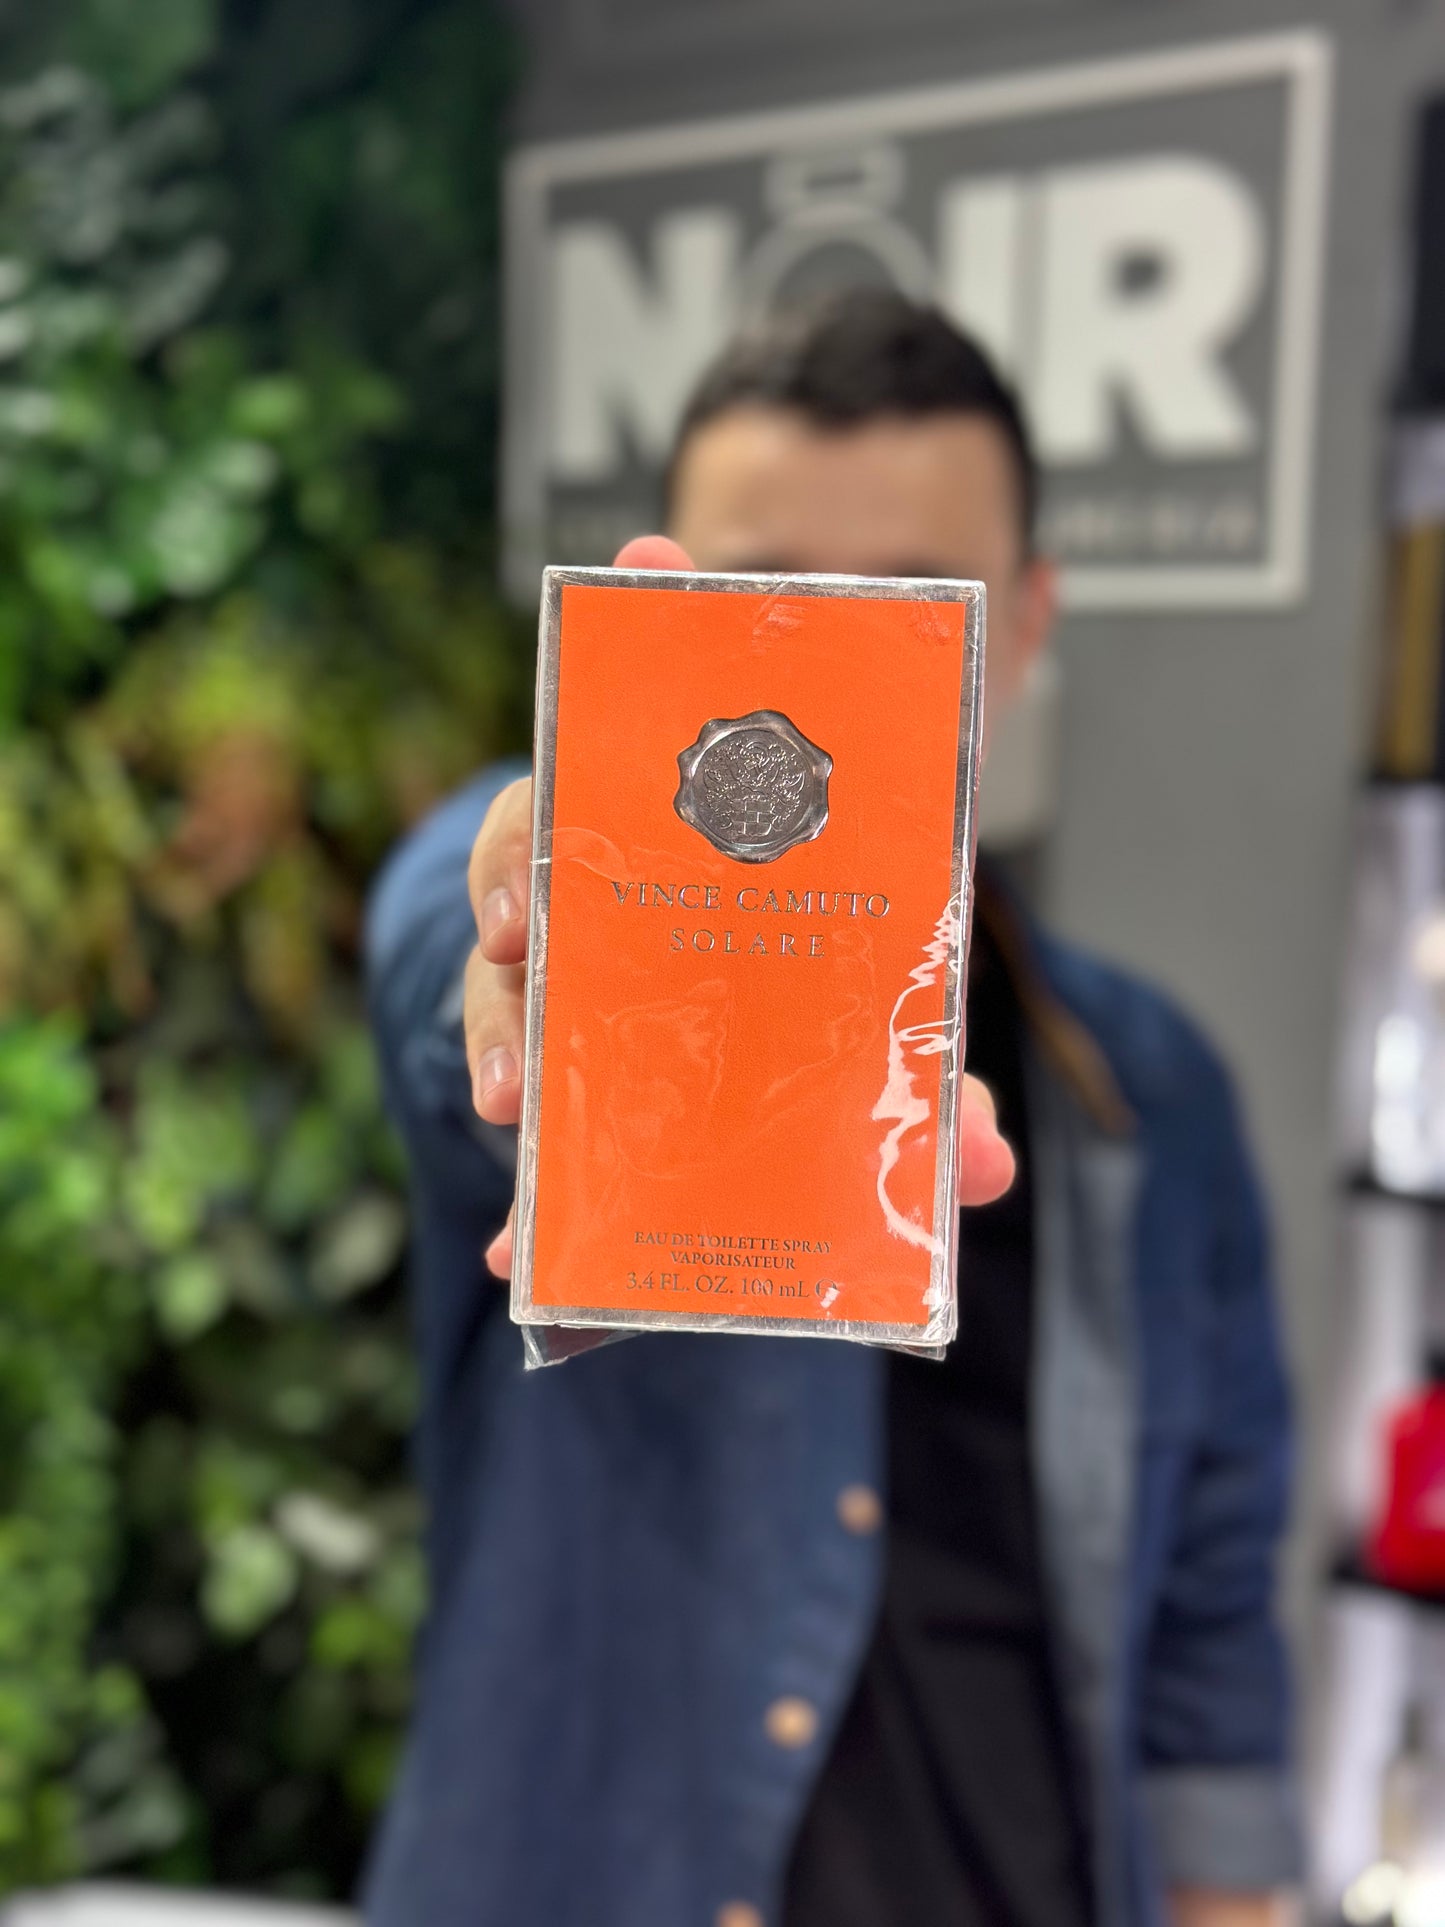 NOIR
VINCE CAMUTO
SOLARE
EAU DE TOILETTE SPRAY
VAPORISATEUR
3.4 FL. OZ. 100 mL ℮